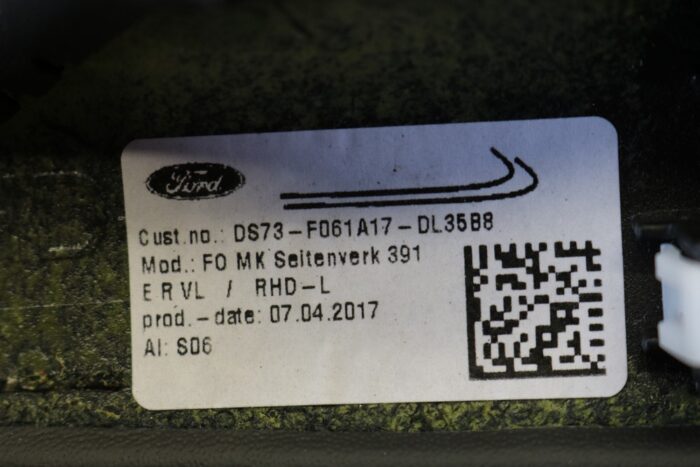 Ford
Cust.no.: DS73-F061A17-DL35B8
Mod.: FO MK Seitenverk 391
E R VL / RHD-L
prod.-date: 07.04.2017
AI: S06